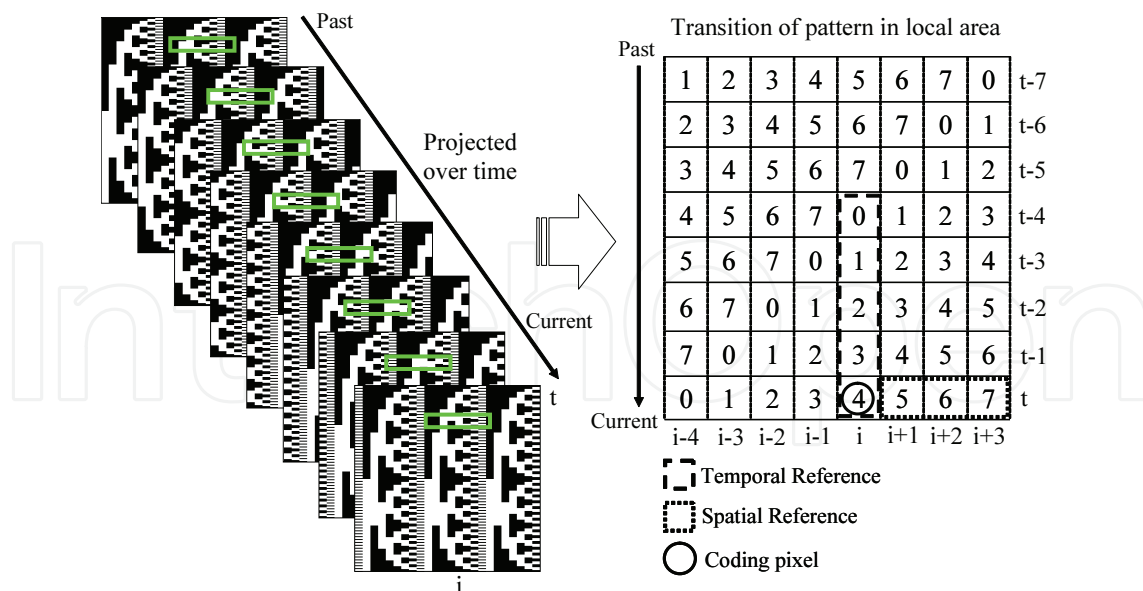 Past
Projected
over time
Current
t
i
Transition of pattern in local area
Past
1 2 3 4 5 6 7 0 t-7
2 3 4 5 6 7 0 1 t-6
3 4 5 6 7 0 1 2 t-5
4 5 6 7 0 1 2 3 t-4
5 6 7 0 1 2 3 4 t-3
6 7 0 1 2 3 4 5 t-2
7 0 1 2 3 4 5 6 t-1
0 1 2 3 4 5 6 7 t
Current
i-4 i-3 i-2 i-1 i i+1 i+2 i+3
Temporal Reference
Spatial Reference
Coding pixel
IntechOpen